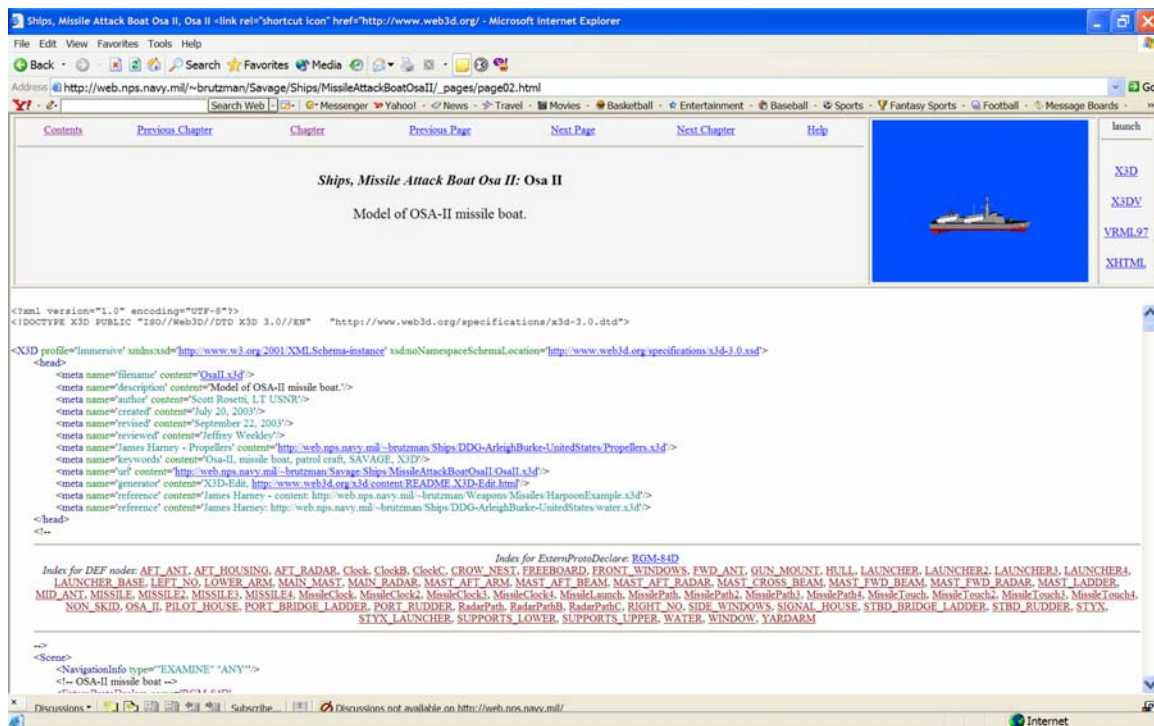 Ships, Missile Attack Boat Osa II, Osa II <link rel="shortcut icon" href="http://www.web3d.org/ - Microsoft Internet Explorer
File Edit View Favorites Tools Help
Back Search Favorites Media
Address http://web.nps.navy.mil/~brutzman/Savage/Ships/MissileAttackBoatOsaII/_pages/page02.html Go
Y! Search Web Messenger Yahoo! News Travel Movies Basketball Entertainment Baseball Sports Fantasy Sports Football Message Boards
Contents Previous Chapter Chapter Previous Page Next Page Next Chapter Help
launch
X3D
X3DV
VRML97
XHTML
Ships, Missile Attack Boat Osa II: Osa II
Model of OSA-II missile boat.
<?xml version="1.0" encoding="UTF-8"?>
<!DOCTYPE X3D PUBLIC "ISO//Web3D//DTD X3D 3.0//EN" "http://www.web3d.org/specifications/x3d-3.0.dtd">
<X3D profile='Immersive' xmlns:xsd='http://www.w3.org/2001/XMLSchema-instance' xsd:noNamespaceSchemaLocation='http://www.web3d.org/specifications/x3d-3.0.xsd'>
<head>
<meta name='filename' content='OsaII.x3d'/>
<meta name='description' content='Model of OSA-II missile boat.'/>
<meta name='author' content='Scott Rosetti, LT USNR'/>
<meta name='created' content='July 20, 2003'/>
<meta name='revised' content='September 22, 2003'/>
<meta name='reviewed' content='Jeffrey Weekley'/>
<meta name='James Harney - Propellers' content='http://web.nps.navy.mil/~brutzman/Ships/DDG-ArleighBurke-UnitedStates/Propellers.x3d'/>
<meta name='keywords' content='Osa-II, missile boat, patrol craft, SAVAGE, X3D'/>
<meta name='url' content='http://web.nps.navy.mil/~brutzman/Savage/Ships/MissileAttackBoatOsaII/OsaII.x3d'/>
<meta name='generator' content='X3D-Edit, http://www.web3d.org/x3d/content/README.X3D-Edit.html'/>
<meta name='reference' content='James Harney - content: http://web.nps.navy.mil/~brutzman/Weapons/Missiles/HarpoonExample.x3d'/>
<meta name='reference' content='James Harney: http://web.nps.navy.mil/~brutzman/Ships/DDG-ArleighBurke-UnitedStates/water.x3d'/>
</head>
<!--
Index for ExternProtoDeclare: RGM-84D
Index for DEF nodes: AFT_ANT, AFT_HOUSING, AFT_RADAR, Clock, ClockB, ClockC, CROW_NEST, FREEBOARD, FRONT_WINDOWS, FWD_ANT, GUN_MOUNT, HULL, LAUNCHER, LAUNCHER2, LAUNCHER3, LAUNCHER4,
LAUNCHER_BASE, LEFT_NO, LOWER_ARM, MAIN_MAST, MAIN_RADAR, MAST_AFT_ARM, MAST_AFT_BEAM, MAST_AFT_RADAR, MAST_CROSS_BEAM, MAST_FWD_BEAM, MAST_FWD_RADAR, MAST_LADDER,
MID_ANT, MISSILE, MISSILE2, MISSILE3, MISSILE4, MissileClock, MissileClock2, MissileClock3, MissileClock4, MissileLaunch, MissilePath, MissilePath2, MissilePath3, MissilePath4, MissileTouch, MissileTouch2, MissileTouch3, MissileTouch4,
NON_SKID, OSA_II, PILOT_HOUSE, PORT_BRIDGE_LADDER, PORT_RUDDER, RadarPath, RadarPathB, RadarPathC, RIGHT_NO, SIDE_WINDOWS, SIGNAL_HOUSE, STBD_BRIDGE_LADDER, STBD_RUDDER, STYX,
STYX_LAUNCHER, SUPPORTS_LOWER, SUPPORTS_UPPER, WATER, WINDOW, YARDARM
-->
<Scene>
<NavigationInfo type='"EXAMINE" "ANY"'/>
<!-- OSA-II missile boat -->
Discussions Subscribe... Discussions not available on http://web.nps.navy.mil/
Internet